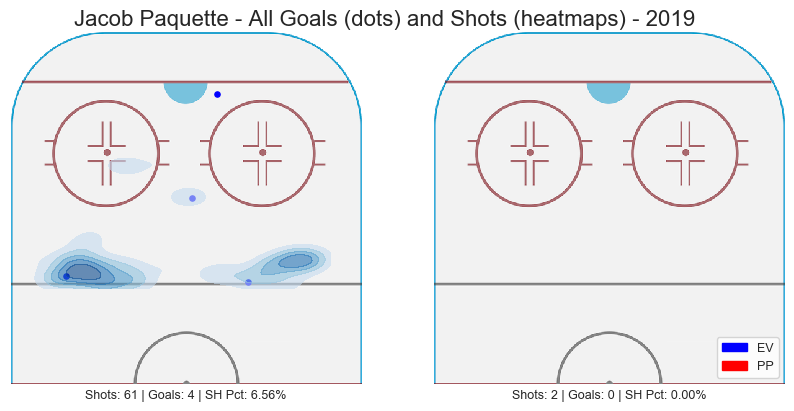 Jacob Paquette - All Goals (dots) and Shots (heatmaps) - 2019
EV
PP
Shots: 61 | Goals: 4 | SH Pct: 6.56%
Shots: 2 | Goals: 0 | SH Pct: 0.00%